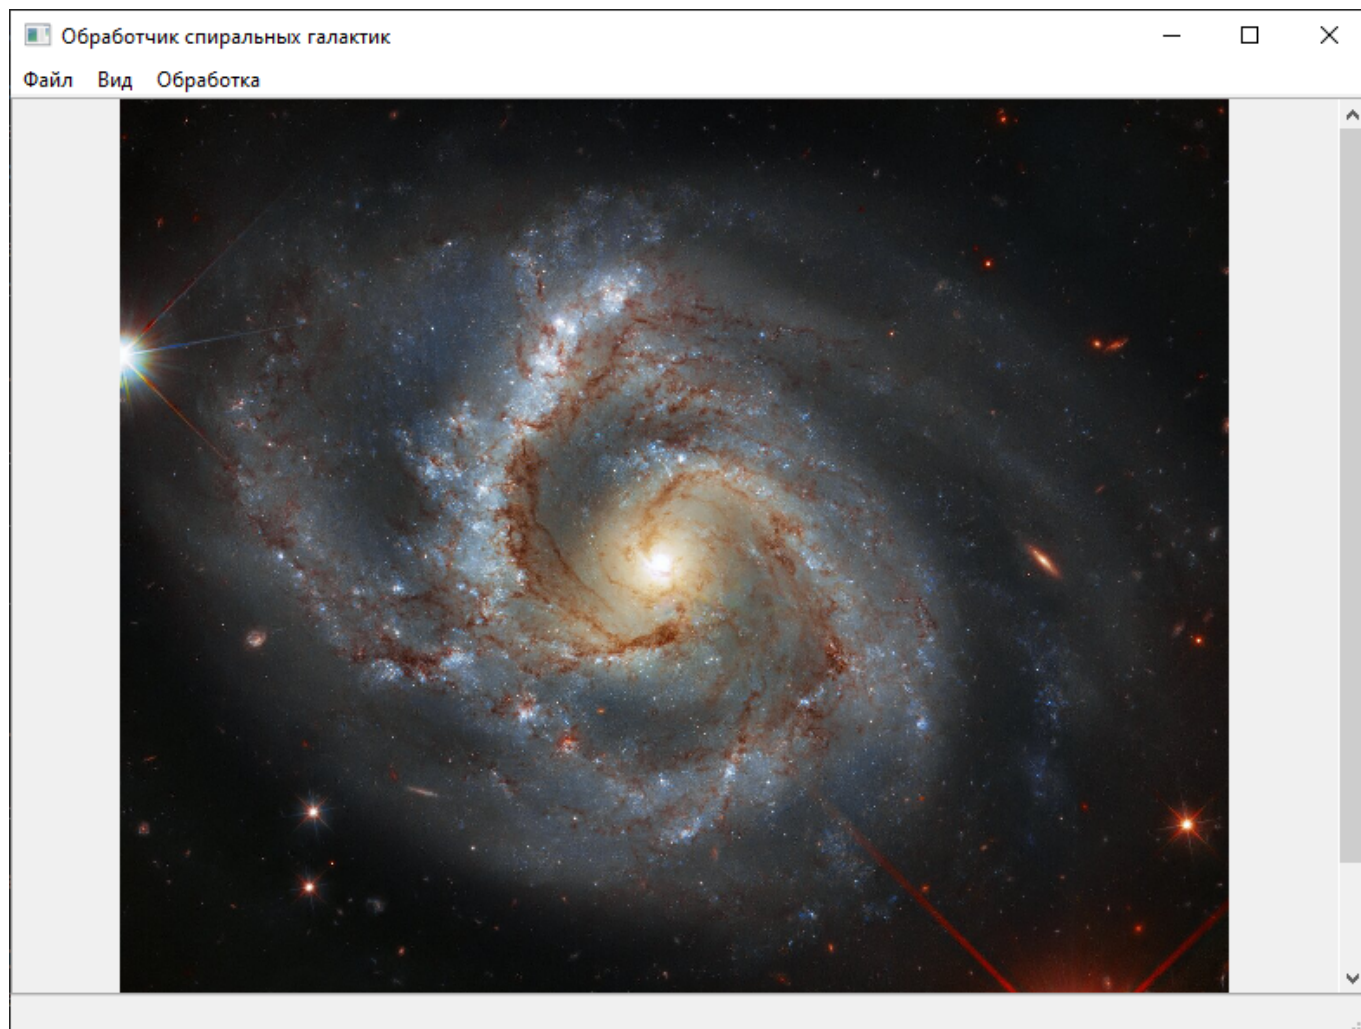 Обработчик спиральных галактик
Файл Вид Обработка